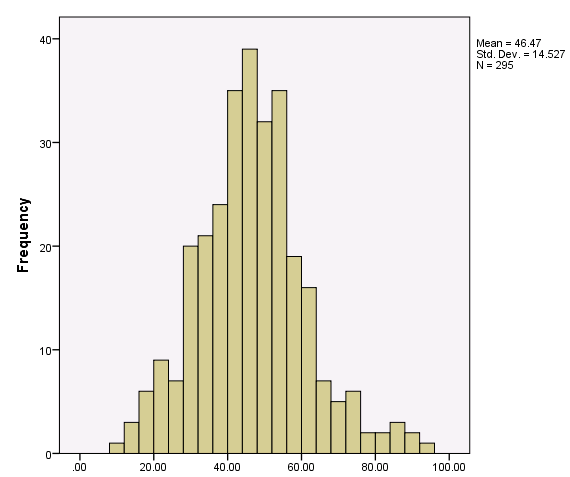 Mean = 46.47
Std. Dev. = 14.527
N = 295
Frequency
40
30
20
10
0
.00 20.00 40.00 60.00 80.00 100.00